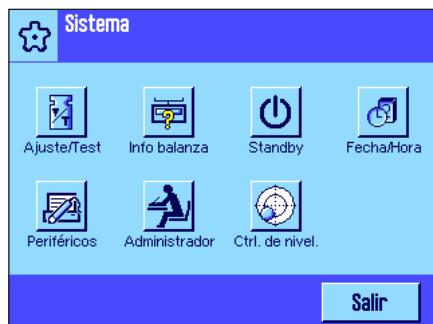 Sistema
Ajuste/Test Info balanza Standby Fecha/Hora
Periféricos Administrador Ctrl. de nivel.
Salir